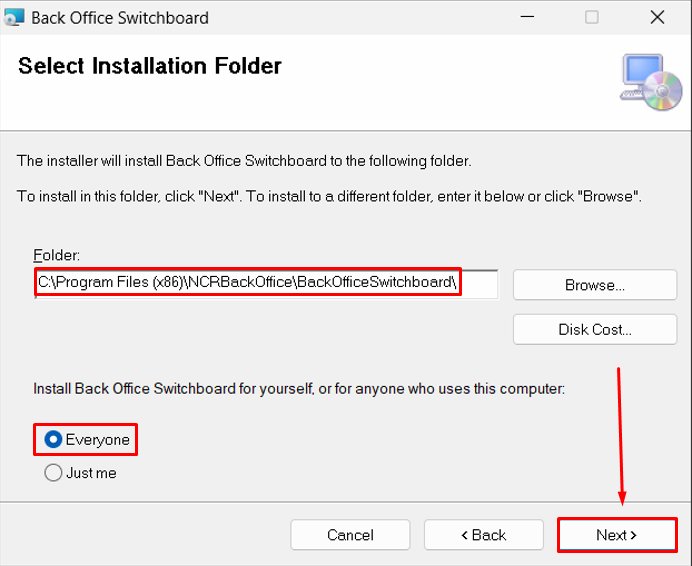 Back Office Switchboard
Select Installation Folder
The installer will install Back Office Switchboard to the following folder.
To install in this folder, click "Next". To install to a different folder, enter it below or click "Browse".
Folder:
C:\Program Files (x86)\NCRBackOffice\BackOfficeSwitchboard\
Browse...
Disk Cost...
Install Back Office Switchboard for yourself, or for anyone who uses this computer:
Everyone
Just me
Cancel
< Back
Next >